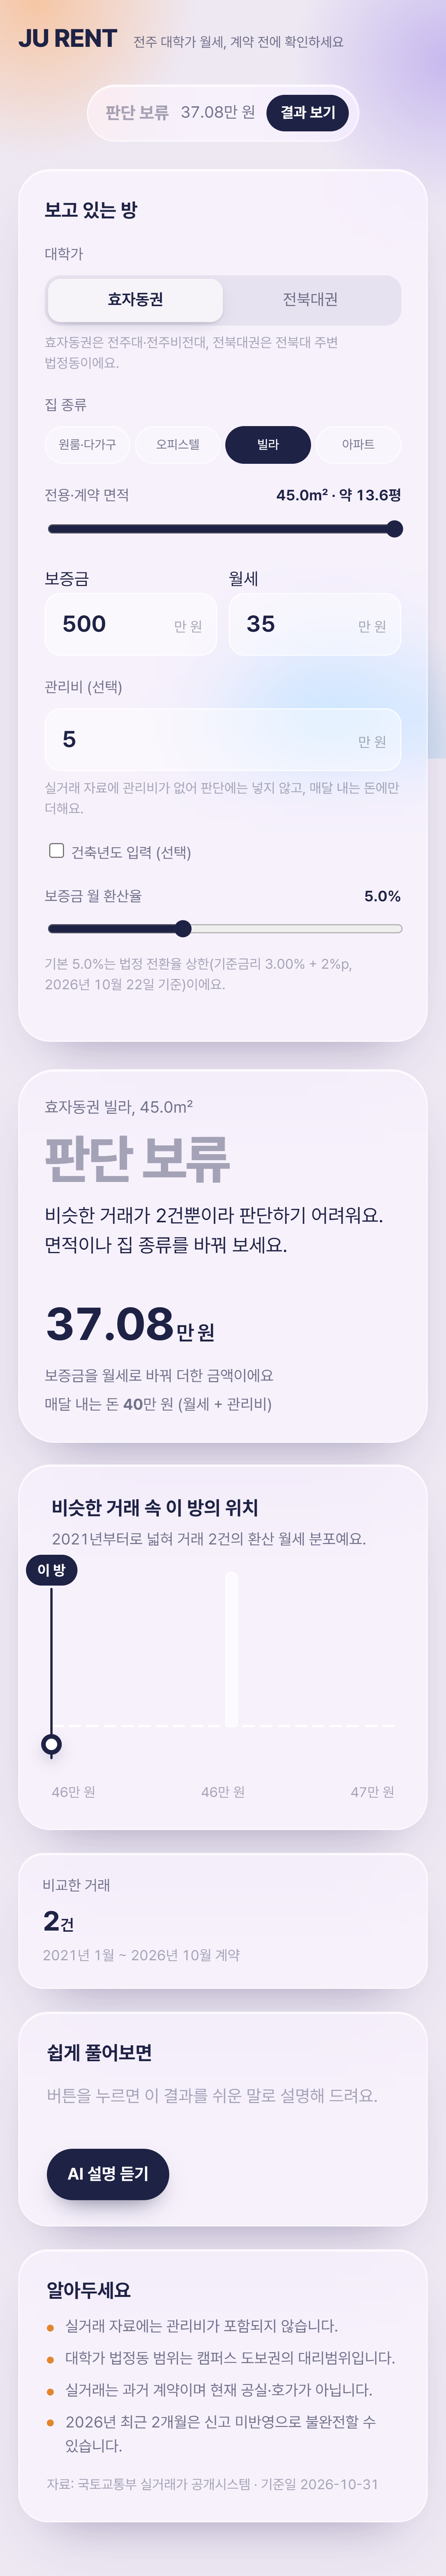 JU RENT 전주 대학가 월세, 계약 전에 확인하세요
판단 보류 37.08만 원 결과 보기
보고 있는 방
대학가
효자동권 전북대권
효자동권은 전주대·전주비전대, 전북대권은 전북대 주변
법정동이에요.
집 종류
원룸·다가구 오피스텔 빌라 아파트
전용·계약 면적 45.0m² · 약 13.6평
보증금 월세
500 만 원 35 만 원
관리비 (선택)
5 만 원
실거래 자료에 관리비가 없어 판단에는 넣지 않고, 매달 내는 돈에만
더해요.
건축년도 입력 (선택)
보증금 월 환산율 5.0%
기본 5.0%는 법정 전환율 상한(기준금리 3.00% + 2%p,
2026년 10월 22일 기준)이에요.
효자동권 빌라, 45.0m²
판단 보류
비슷한 거래가 2건뿐이라 판단하기 어려워요.
면적이나 집 종류를 바꿔 보세요.
37.08만 원
보증금을 월세로 바꿔 더한 금액이에요
매달 내는 돈 40만 원 (월세 + 관리비)
비슷한 거래 속 이 방의 위치
2021년부터로 넓혀 거래 2건의 환산 월세 분포예요.
이 방
46만 원 46만 원 47만 원
비교한 거래
2건
2021년 1월 ~ 2026년 10월 계약
쉽게 풀어보면
버튼을 누르면 이 결과를 쉬운 말로 설명해 드려요.
AI 설명 듣기
알아두세요
실거래 자료에는 관리비가 포함되지 않습니다.
대학가 법정동 범위는 캠퍼스 도보권의 대리범위입니다.
실거래는 과거 계약이며 현재 공실·호가가 아닙니다.
2026년 최근 2개월은 신고 미반영으로 불완전할 수
있습니다.
자료: 국토교통부 실거래가 공개시스템 · 기준일 2026-10-31